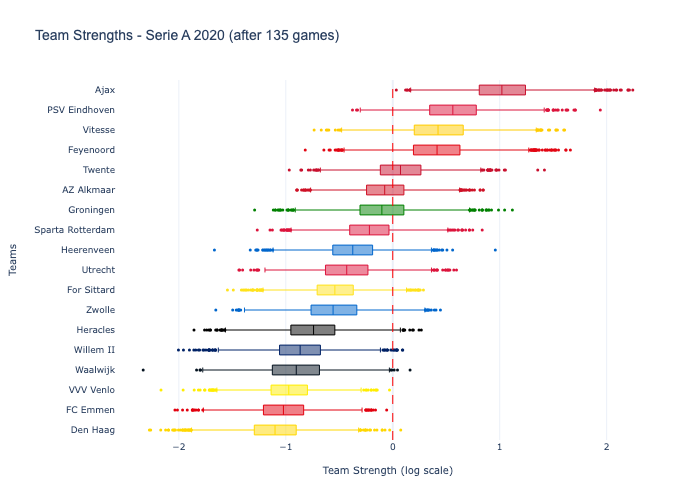 Team Strengths - Serie A 2020 (after 135 games)
Ajax
PSV Eindhoven
Vitesse
Feyenoord
Twente
AZ Alkmaar
Groningen
Sparta Rotterdam
Heerenveen
Utrecht
For Sittard
Zwolle
Heracles
Willem II
Waalwijk
VVV Venlo
FC Emmen
Den Haag
Teams
−2 −1 0 1 2
Team Strength (log scale)